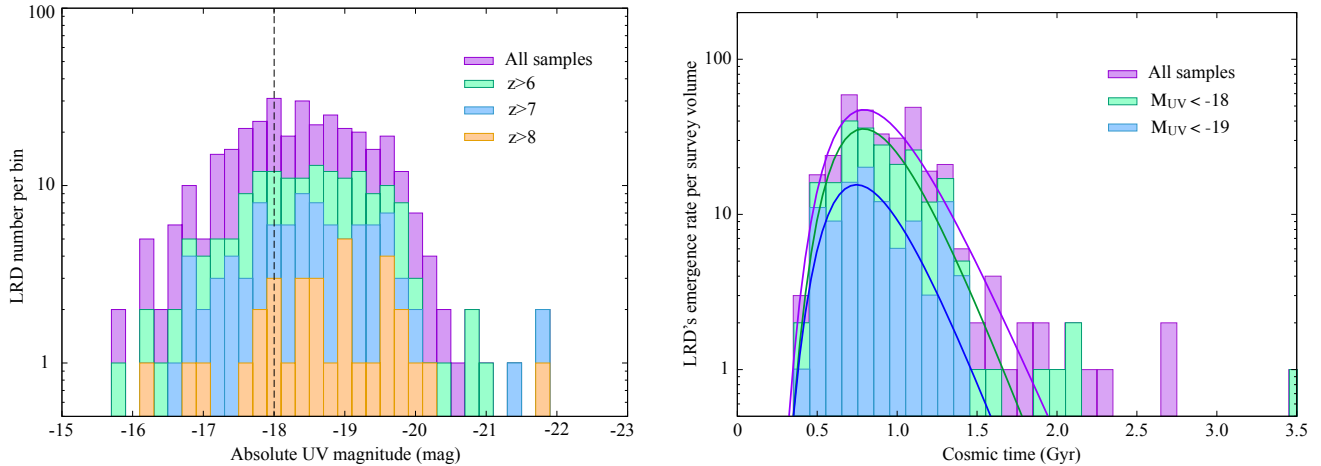 100
10
1
LRD number per bin
All samples
z>6
z>7
z>8
-15 -16 -17 -18 -19 -20 -21 -22 -23
Absolute UV magnitude (mag)
100
10
1
LRD's emergence rate per survey volume
All samples
MUV < -18
MUV < -19
0 0.5 1.0 1.5 2.0 2.5 3.0 3.5
Cosmic time (Gyr)